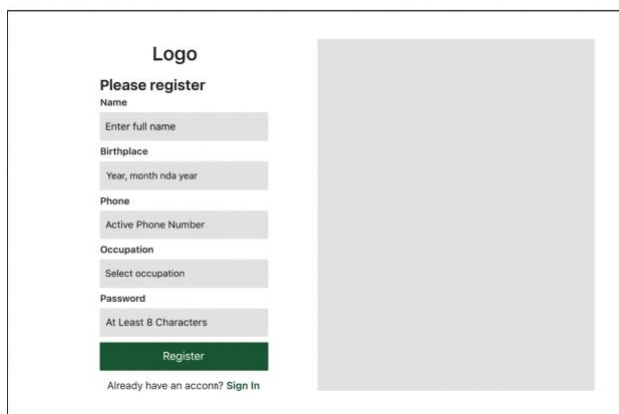 Logo
Please register
Name
Enter full name
Birthplace
Year, month nda year
Phone
Active Phone Number
Occupation
Select occupation
Password
At Least 8 Characters
Register
Already have an acconn? Sign In